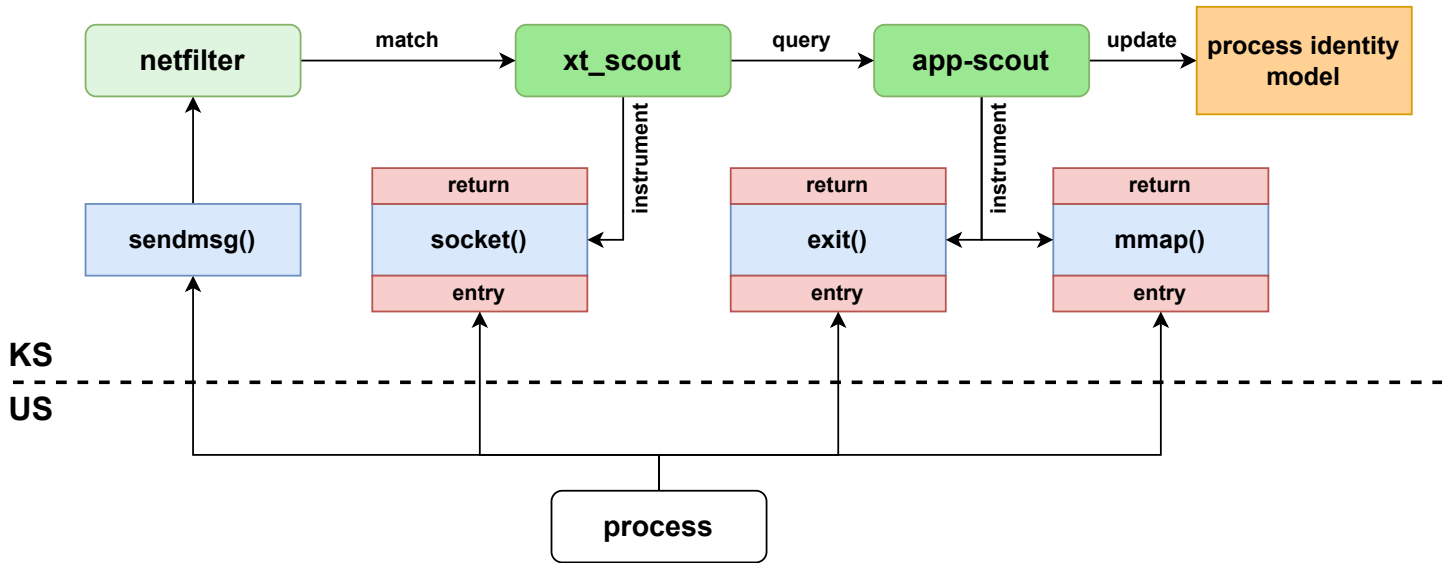 match
query
update
netfilter
xt_scout
app-scout
process identity
model
instrument
instrument
return
return
return
sendmsg()
socket()
exit()
mmap()
entry
entry
entry
KS
US
process